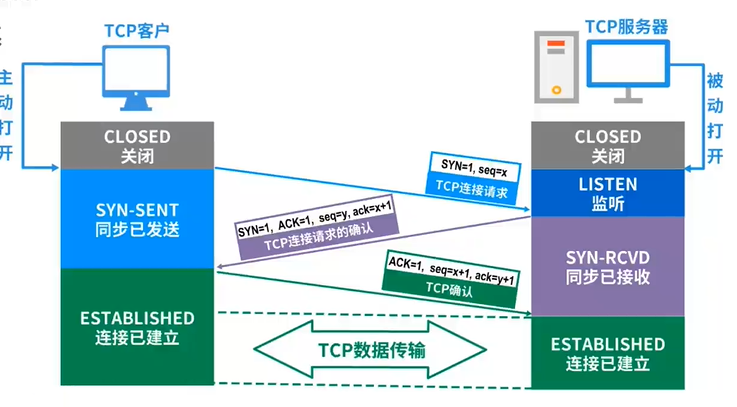 TCP客户
TCP服务器
主动打开
被动打开
CLOSED
关闭
CLOSED
关闭
SYN=1, seq=x
TCP连接请求
LISTEN
监听
SYN-SENT
同步已发送
SYN=1, ACK=1, seq=y, ack=x+1
TCP连接请求的确认
SYN-RCVD
同步已接收
ACK=1, seq=x+1, ack=y+1
TCP确认
ESTABLISHED
连接已建立
TCP数据传输
ESTABLISHED
连接已建立